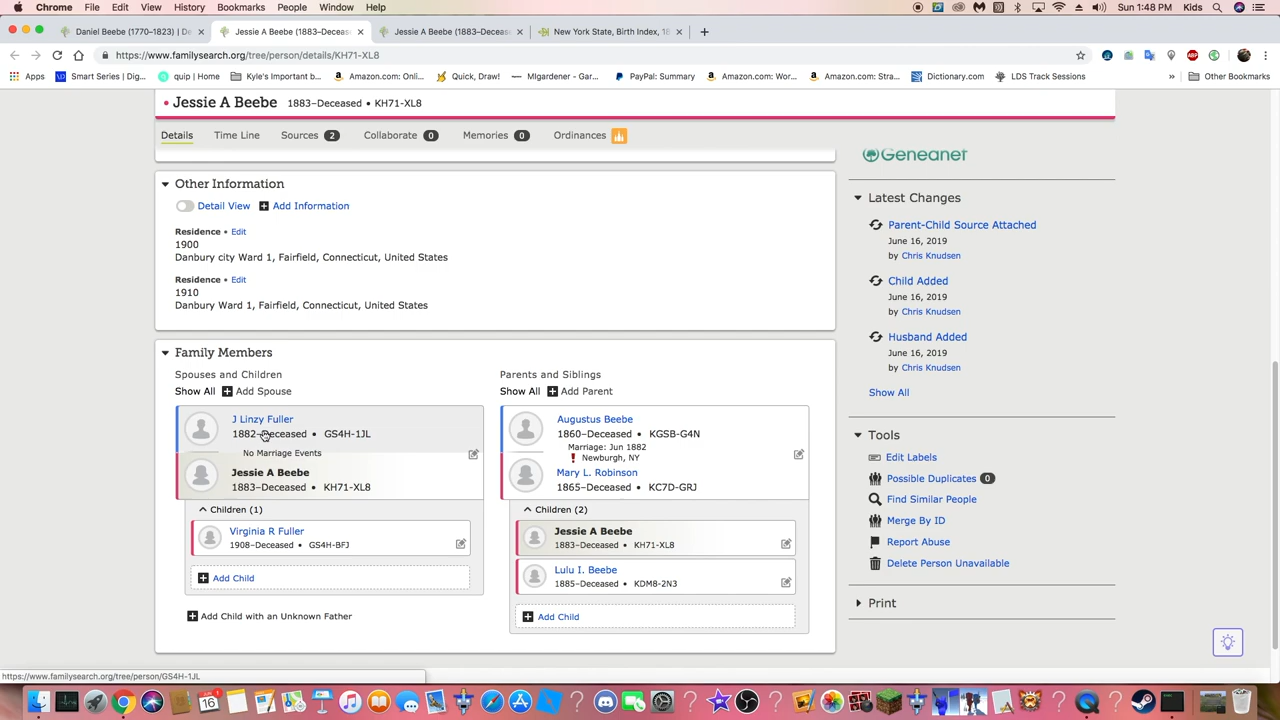 Chrome File Edit View History Bookmarks People Window Help Sun 1:48 PM Kids
Daniel Beebe (1770–1823) | De × Jessie A Beebe (1883–Deceas × Jessie A Beebe (1883–Deceas × New York State, Birth Index, 18 ×
https://www.familysearch.org/tree/person/details/KH71-XL8
Apps Smart Series | Dig... quip | Home Kyle's Important b... Amazon.com: Onli... Quick, Draw! MIgardener - Gar... PayPal: Summary Amazon.com: Wor... Amazon.com: Stra... Dictionary.com LDS Track Sessions » Other Bookmarks
Jessie A Beebe 1883–Deceased • KH71-XL8
Details Time Line Sources 2 Collaborate 0 Memories 0 Ordinances
Geneanet
Other Information
Detail View Add Information
Residence • Edit
1900
Danbury city Ward 1, Fairfield, Connecticut, United States
Residence • Edit
1910
Danbury Ward 1, Fairfield, Connecticut, United States
Family Members
Spouses and Children
Show All Add Spouse
J Linzy Fuller
1882–Deceased • GS4H-1JL
No Marriage Events
Jessie A Beebe
1883–Deceased • KH71-XL8
Children (1)
Virginia R Fuller
1908–Deceased • GS4H-BFJ
Add Child
Add Child with an Unknown Father
Parents and Siblings
Show All Add Parent
Augustus Beebe
1860–Deceased • KGSB-G4N
Marriage: Jun 1882
Newburgh, NY
Mary L. Robinson
1865–Deceased • KC7D-GRJ
Children (2)
Jessie A Beebe
1883–Deceased • KH71-XL8
Lulu I. Beebe
1885–Deceased • KDM8-2N3
Add Child
Latest Changes
Parent-Child Source Attached
June 16, 2019
by Chris Knudsen
Child Added
June 16, 2019
by Chris Knudsen
Husband Added
June 16, 2019
by Chris Knudsen
Show All
Tools
Edit Labels
Possible Duplicates 0
Find Similar People
Merge By ID
Report Abuse
Delete Person Unavailable
Print
https://www.familysearch.org/tree/person/GS4H-1JL
16